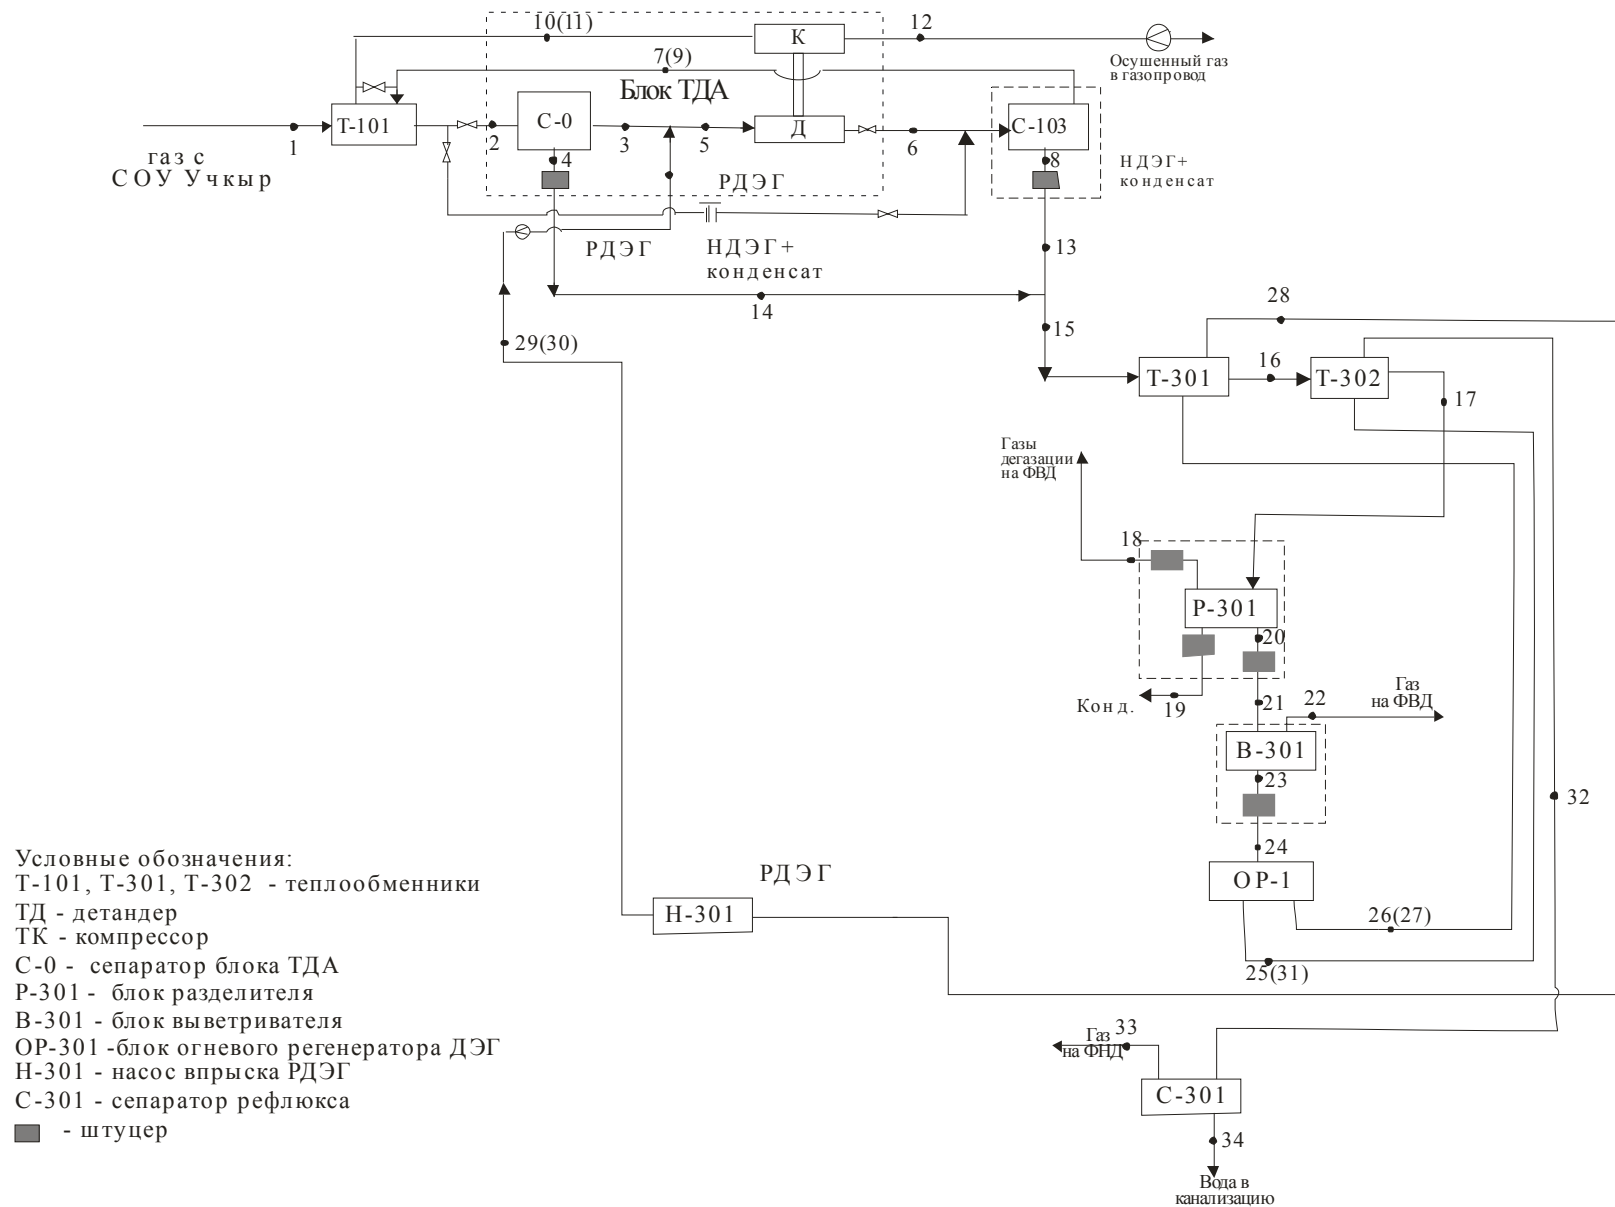 10(11)
12
К
7(9)
Осушенный газ
в газопровод
Блок ТДА
Т-101
С-0
Д
С-103
1
2
3
5
6
4
8
газ с
СОУ Учкыр
РДЭГ
НДЭГ+
конденсат
РДЭГ
НДЭГ+
конденсат
13
14
15
28
29(30)
16
Т-301
Т-302
17
Газы
дегазации
на ФВД
18
Р-301
20
Конд.
19
21
22
Газ
на ФВД
В-301
23
32
24
ОР-1
РДЭГ
Н-301
26(27)
25(31)
Условные обозначения:
Т-101, Т-301, Т-302 - теплообменники
ТД - детандер
ТК - компрессор
С-0 - сепаратор блока ТДА
Р-301 - блок разделителя
В-301 - блок выветривателя
ОР-301 -блок огневого регенератора ДЭГ
Н-301 - насос впрыска РДЭГ
С-301 - сепаратор рефлюкса
- штуцер
Газ
на ФНД
33
С-301
34
Вода в
канализацию